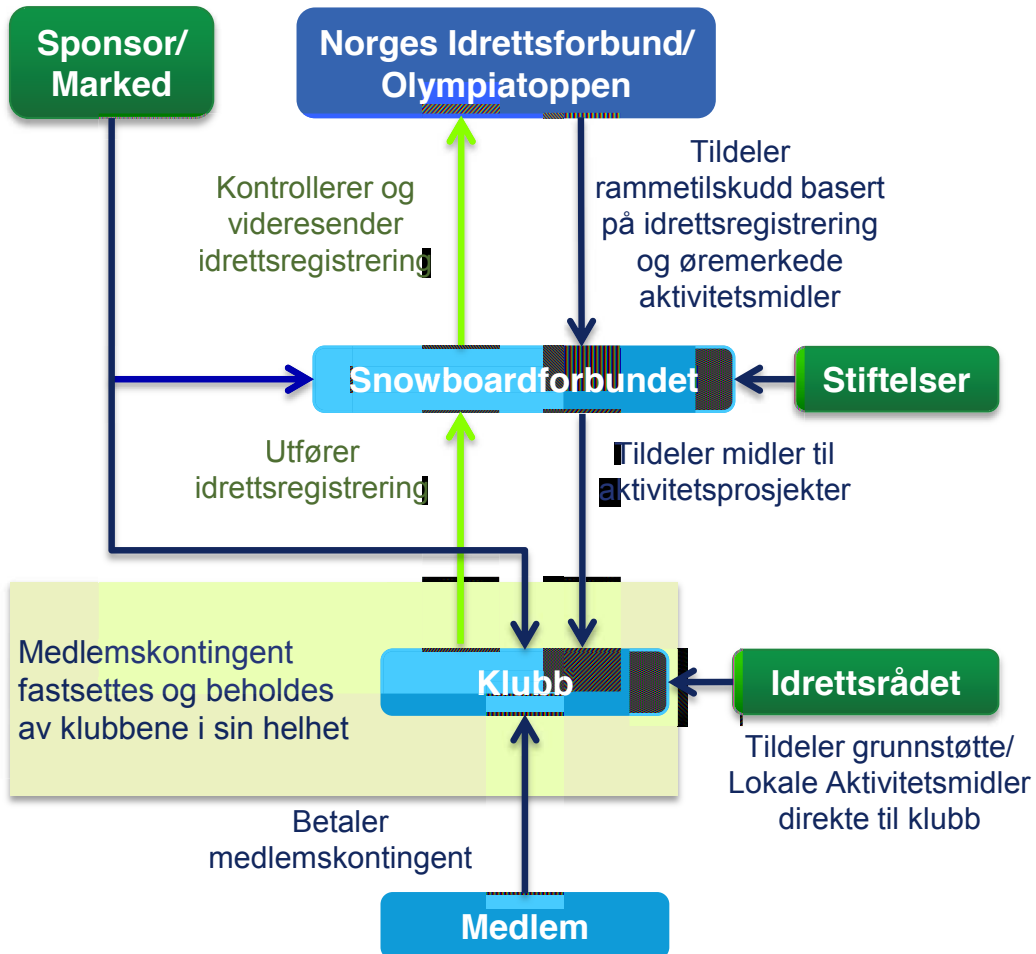 Sponsor/
Marked
Norges Idrettsforbund/
Olympiatoppen
Kontrollerer og
videresender
idrettsregistrering
Tildeler
rammetilskudd basert
på idrettsregistrering
og øremerkede
aktivitetsmidler
Snowboardforbundet
Stiftelser
Utfører
idrettsregistrering
Tildeler midler til
aktivitetsprosjekter
Medlemskontingent
fastsettes og beholdes
av klubbene i sin helhet
Klubb
Idrettsrådet
Tildeler grunnstøtte/
Lokale Aktivitetsmidler
direkte til klubb
Betaler
medlemskontingent
Medlem